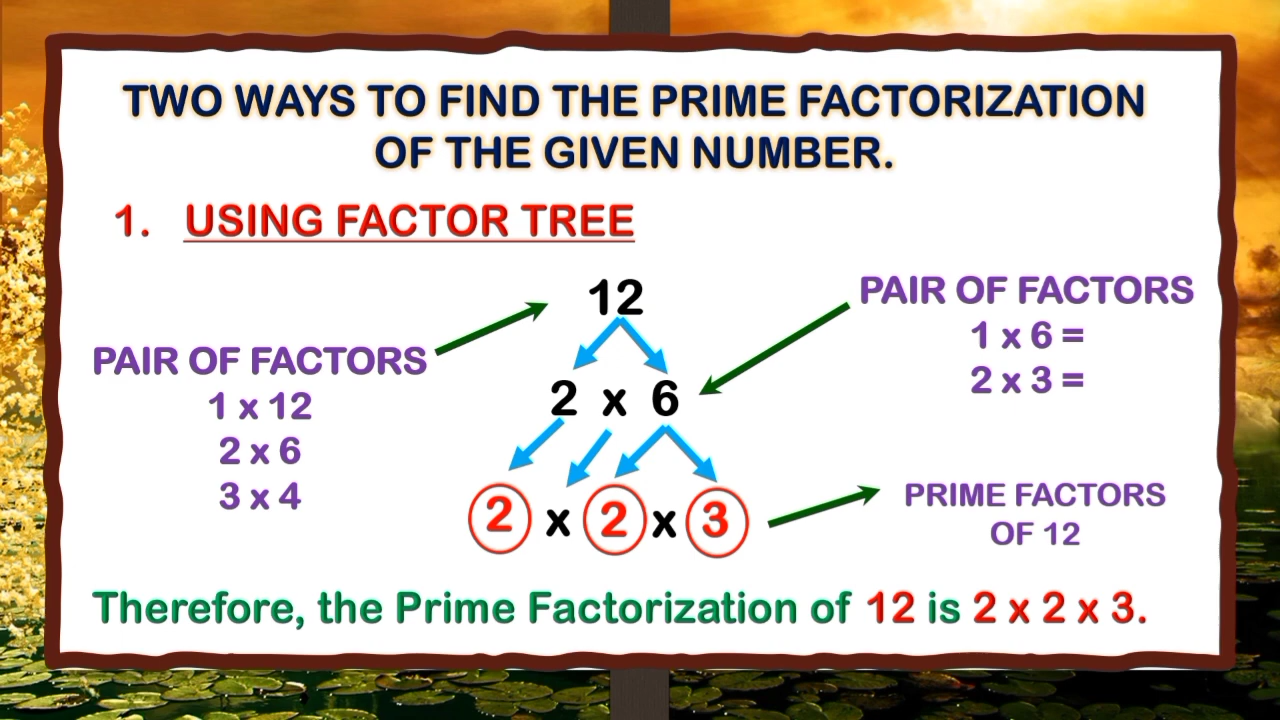 TWO WAYS TO FIND THE PRIME FACTORIZATION
OF THE GIVEN NUMBER.
1. USING FACTOR TREE
12
2 x 6
2 x 2 x 3
PAIR OF FACTORS
1 x 12
2 x 6
3 x 4
PAIR OF FACTORS
1 x 6 =
2 x 3 =
PRIME FACTORS
OF 12
Therefore, the Prime Factorization of 12 is 2 x 2 x 3.